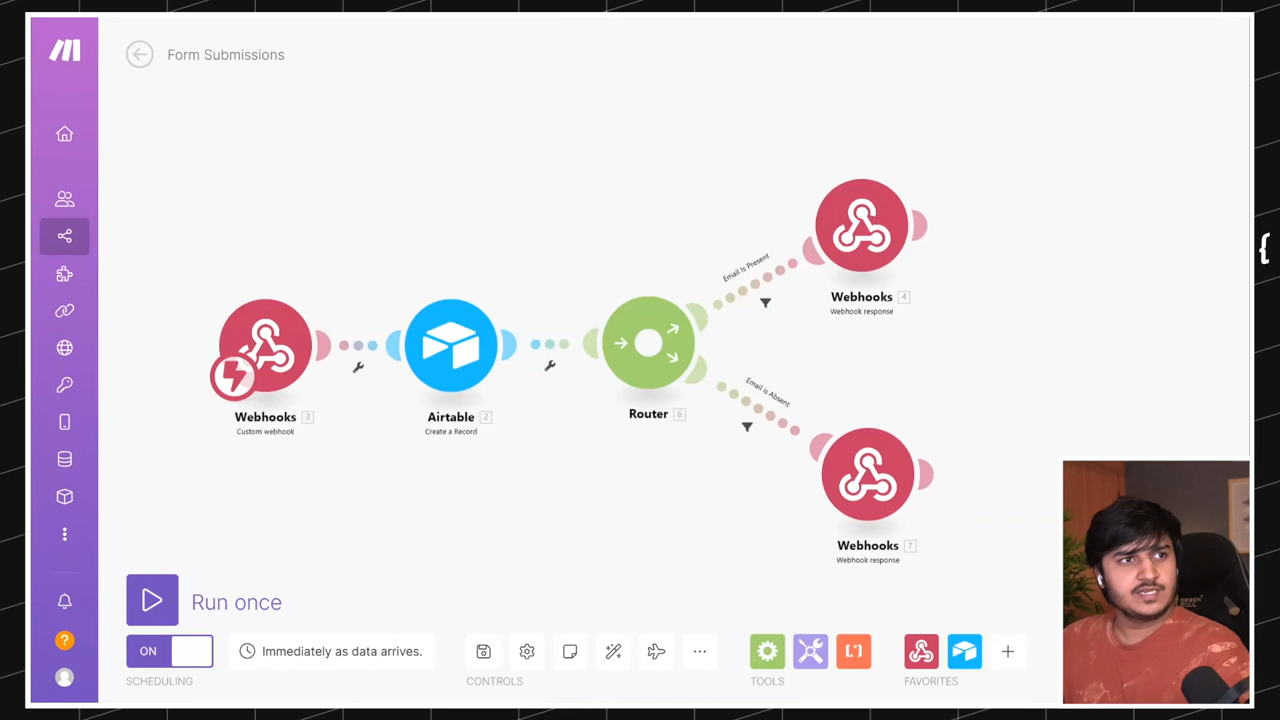 Form Submissions
Email Is Present
Webhooks 4
Webhook response
Webhooks 3
Custom webhook
Airtable 2
Create a Record
Router 6
Email is Absent
Webhooks 7
Webhook response
Run once
ON
Immediately as data arrives.
SCHEDULING
CONTROLS
TOOLS
FAVORITES
{